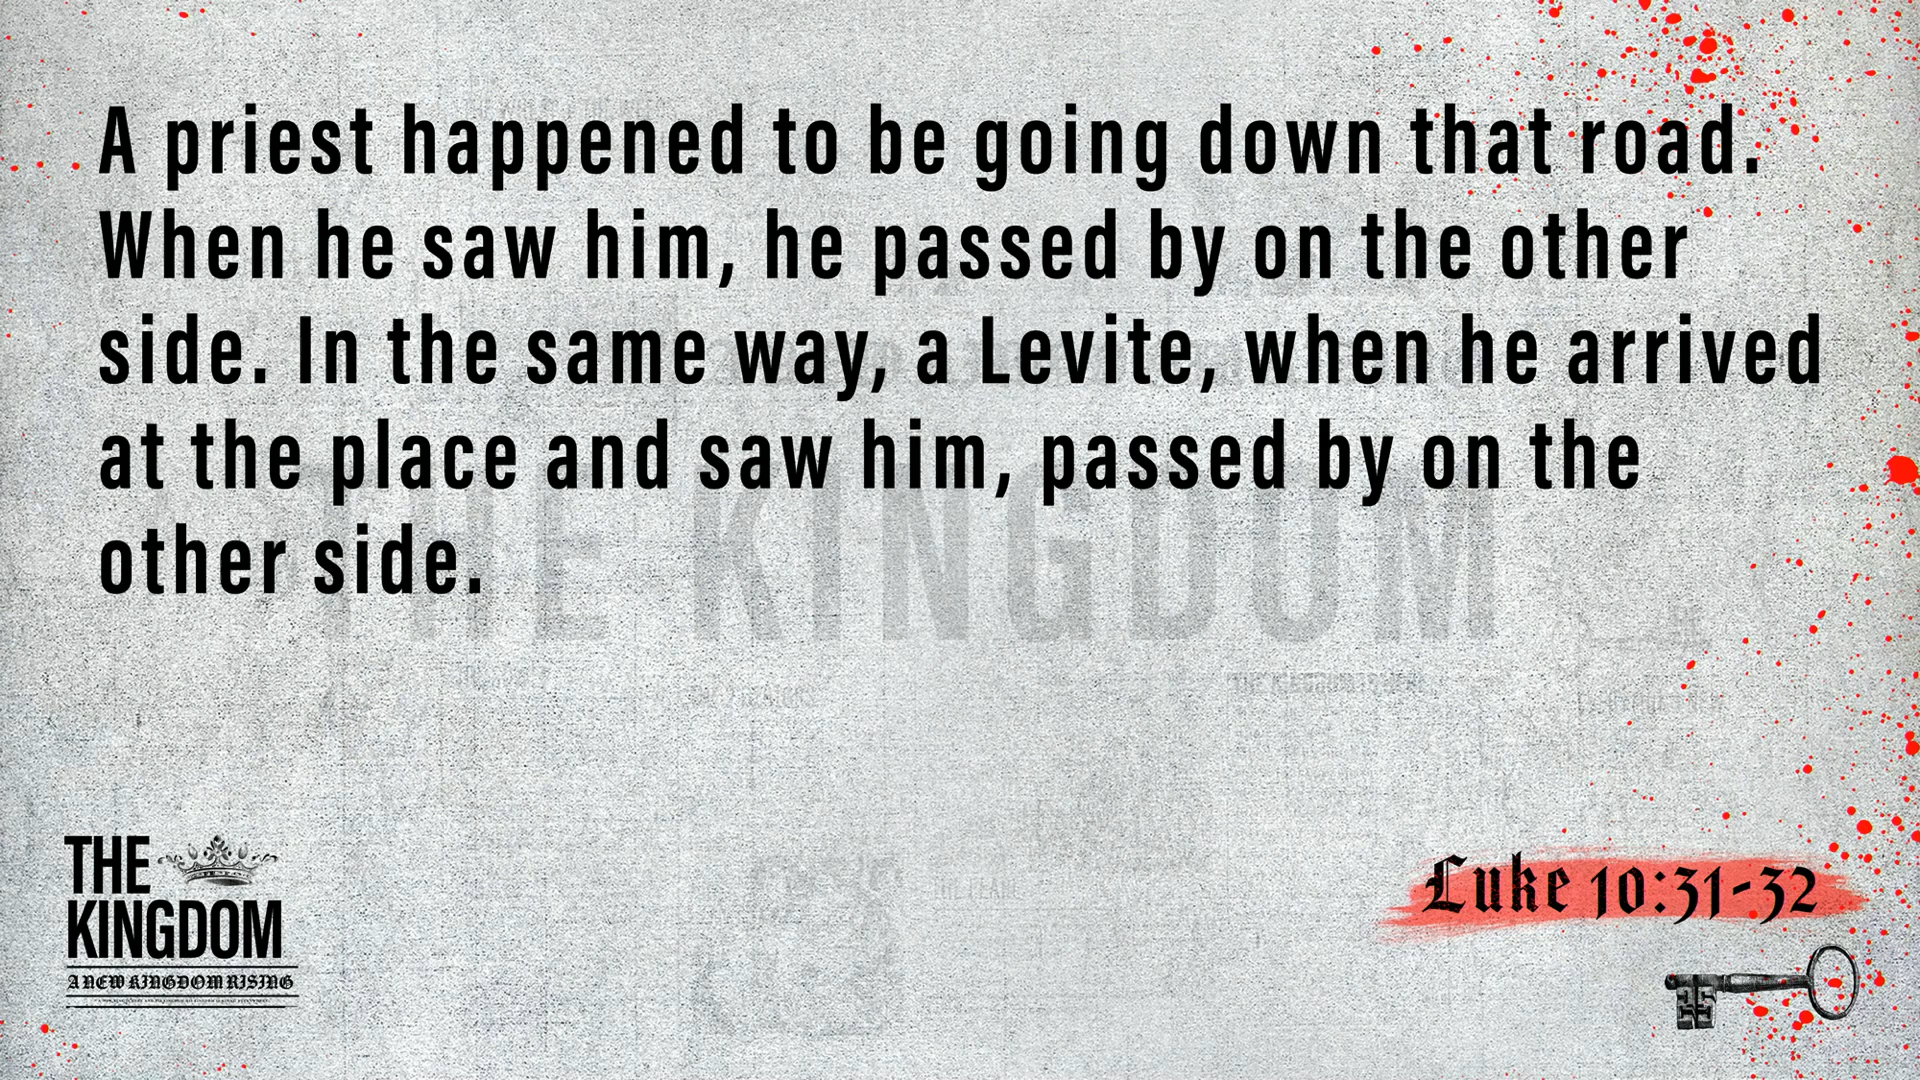 A priest happened to be going down that road.
When he saw him, he passed by on the other
side. In the same way, a Levite, when he arrived
at the place and saw him, passed by on the
other side.
THE KINGDOM
THE
KINGDOM
A NEW KINGDOM RISING
Luke 10:31-32